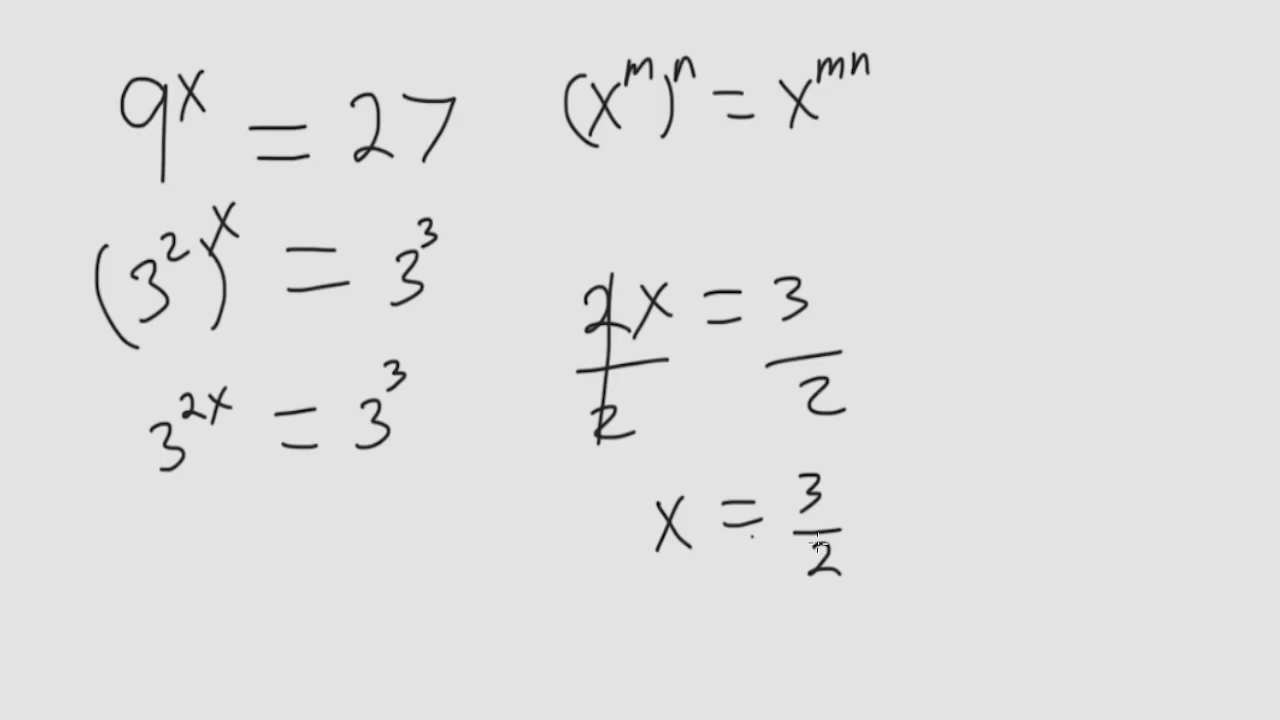 9^x = 27
(3^2)^x = 3^3
3^{2x} = 3^3
(x^m)^n = x^{mn}
2x = 3
2 2
x = 3/2